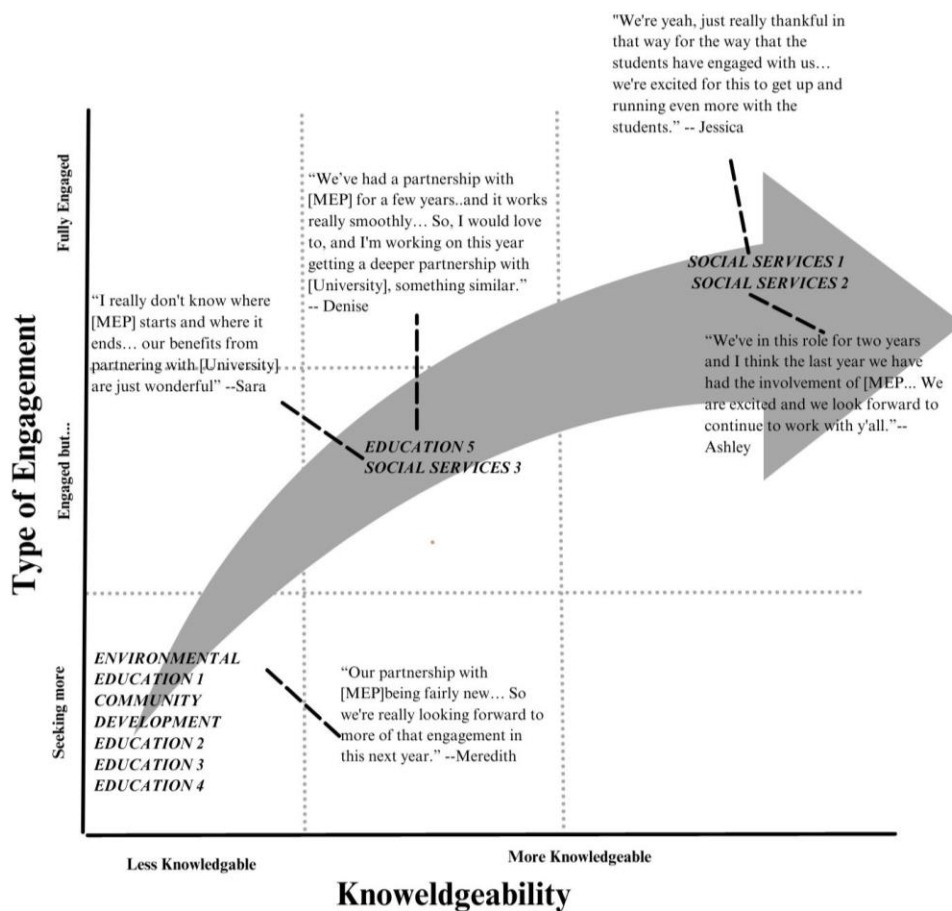 "We're yeah, just really thankful in
that way for the way that the
students have engaged with us…
we're excited for this to get up and
running even more with the
students.” -- Jessica
Fully Engaged
“We’ve had a partnership with
[MEP] for a few years..and it works
really smoothly… So, I would love
to, and I'm working on this year
getting a deeper partnership with
[University], something similar.”
-- Denise
SOCIAL SERVICES 1
SOCIAL SERVICES 2
“I really don't know where
[MEP] starts and where it
ends… our benefits from
partnering with [University]
are just wonderful” --Sara
“We've in this role for two years
and I think the last year we have
had the involvement of [MEP... We
are excited and we look forward to
continue to work with y'all.”--
Ashley
Type of Engagement
Engaged but...
EDUCATION 5
SOCIAL SERVICES 3
Seeking more
ENVIRONMENTAL
EDUCATION 1
COMMUNITY
DEVELOPMENT
EDUCATION 2
EDUCATION 3
EDUCATION 4
“Our partnership with
[MEP]being fairly new… So
we're really looking forward to
more of that engagement in
this next year.” --Meredith
Less Knowledgable
More Knowledgeable
Knoweldgeability